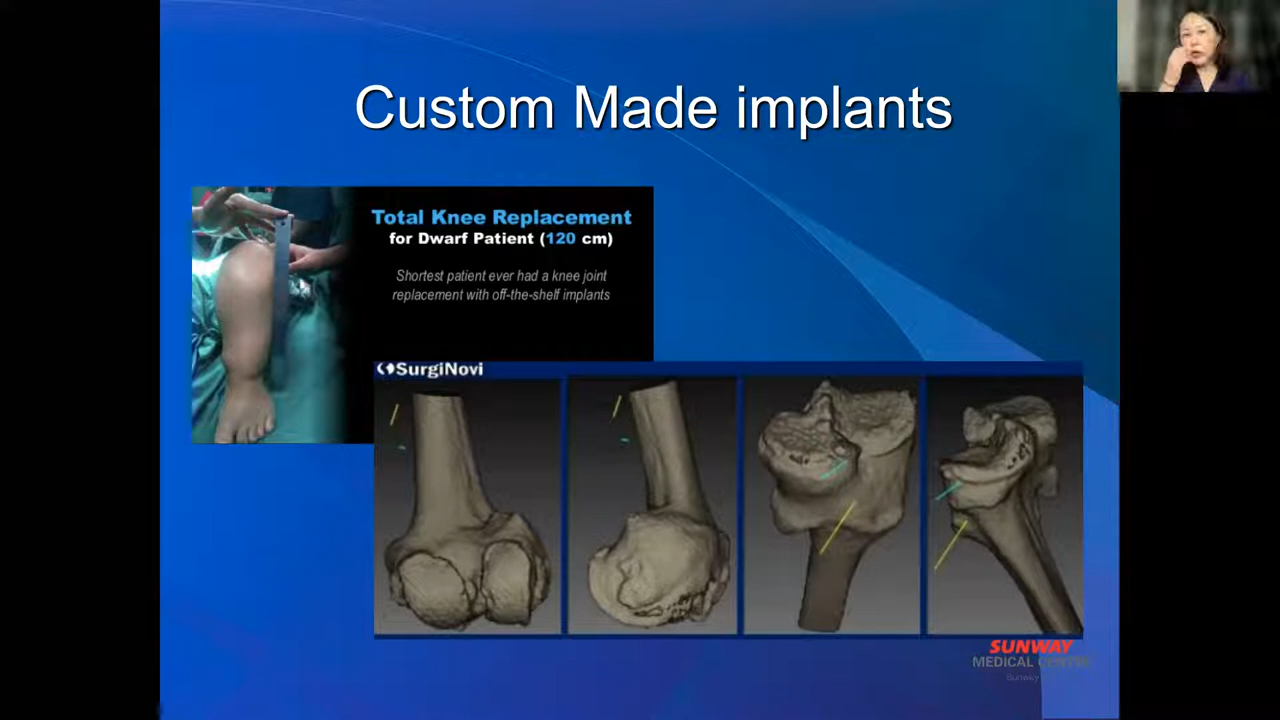 Custom Made implants
Total Knee Replacement
for Dwarf Patient (120 cm)
Shortest patient ever had a knee joint
replacement with off-the-shelf implants
SurgiNovi
SUNWAY
MEDICAL CENTRE
Sunway